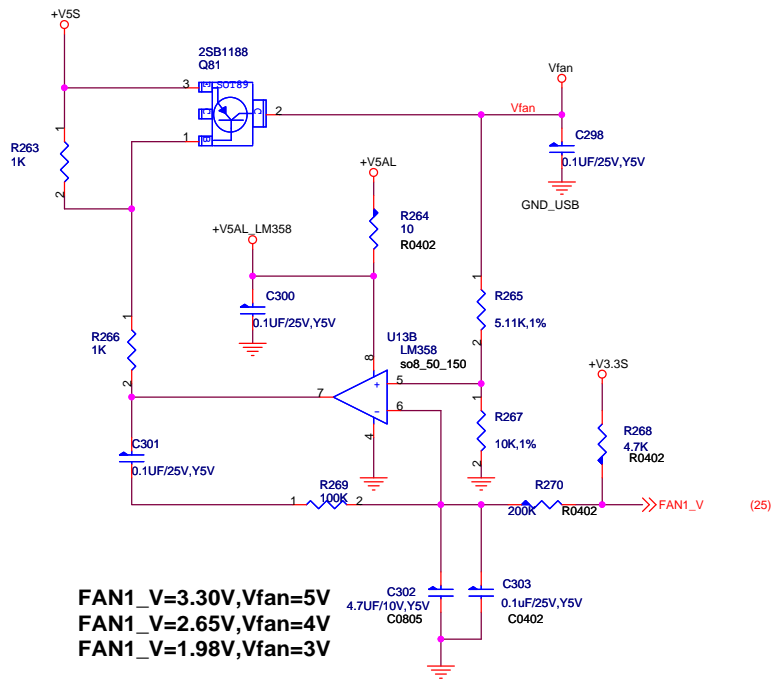 +V5S
2SB1188
Q81
3
SOT89
E
C
B
C
2
1
Vfan
Vfan
C298
0.1UF/25V,Y5V
GND_USB
1
R263
1K
2
+V5AL
R264
10
R0402
+V5AL_LM358
C300
0.1UF/25V,Y5V
1
R265
5.11K,1%
2
1
R266
1K
2
U13B
LM358
so8_50_150
8
7
+
5
-
6
4
+V3.3S
1
R267
10K,1%
2
R268
4.7K
R0402
C301
0.1UF/25V,Y5V
1
R269
100K
2
R270
200K
R0402
FAN1_V
(25)
C302
4.7UF/10V,Y5V
C0805
C303
0.1uF/25V,Y5V
C0402
FAN1_V=3.30V,Vfan=5V
FAN1_V=2.65V,Vfan=4V
FAN1_V=1.98V,Vfan=3V